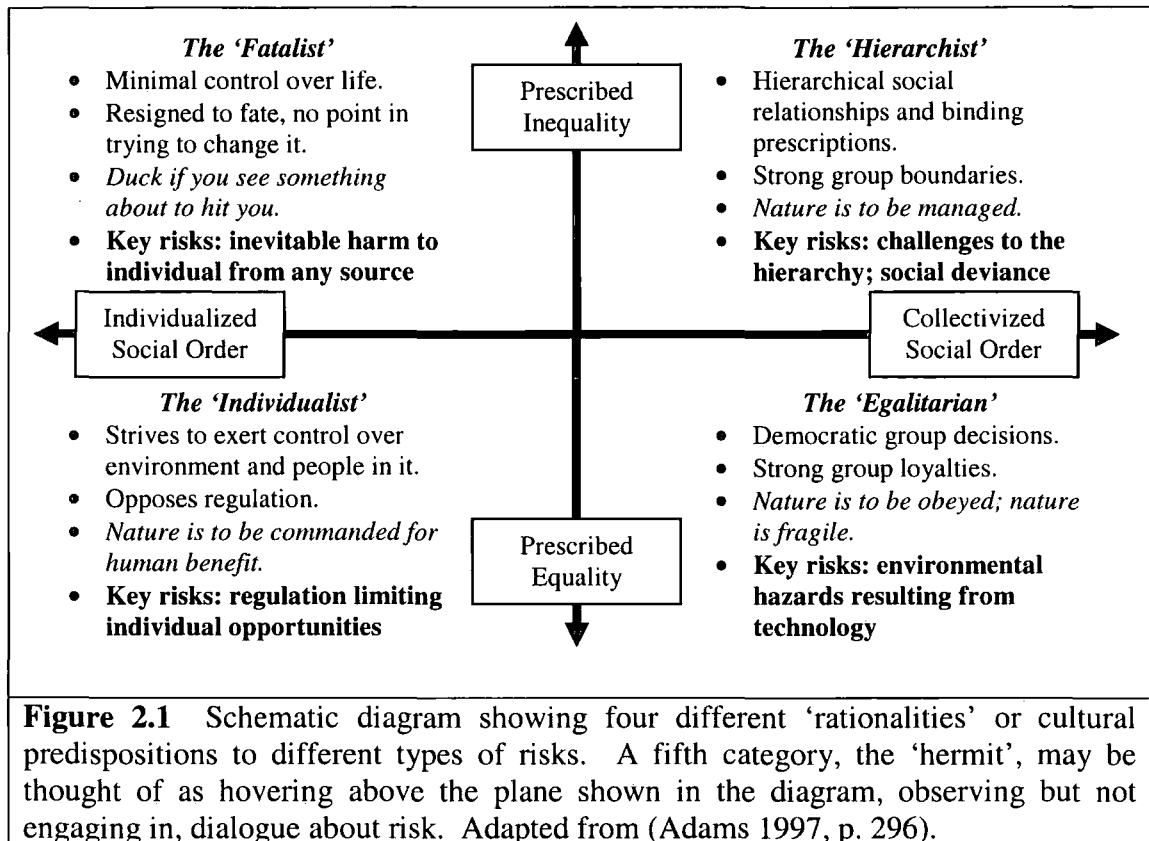 The 'Fatalist'
• Minimal control over life.
• Resigned to fate, no point in
trying to change it.
• Duck if you see something
about to hit you.
• Key risks: inevitable harm to
individual from any source
Prescribed
Inequality
The 'Hierarchist'
• Hierarchical social
relationships and binding
prescriptions.
• Strong group boundaries.
• Nature is to be managed.
• Key risks: challenges to the
hierarchy; social deviance
Individualized
Social Order
Collectivized
Social Order
The 'Individualist'
• Strives to exert control over
environment and people in it.
• Opposes regulation.
• Nature is to be commanded for
human benefit.
• Key risks: regulation limiting
individual opportunities
Prescribed
Equality
The 'Egalitarian'
• Democratic group decisions.
• Strong group loyalties.
• Nature is to be obeyed; nature
is fragile.
• Key risks: environmental
hazards resulting from
technology
Figure 2.1 Schematic diagram showing four different 'rationalities' or cultural
predispositions to different types of risks. A fifth category, the 'hermit', may be
thought of as hovering above the plane shown in the diagram, observing but not
engaging in, dialogue about risk. Adapted from (Adams 1997, p. 296).